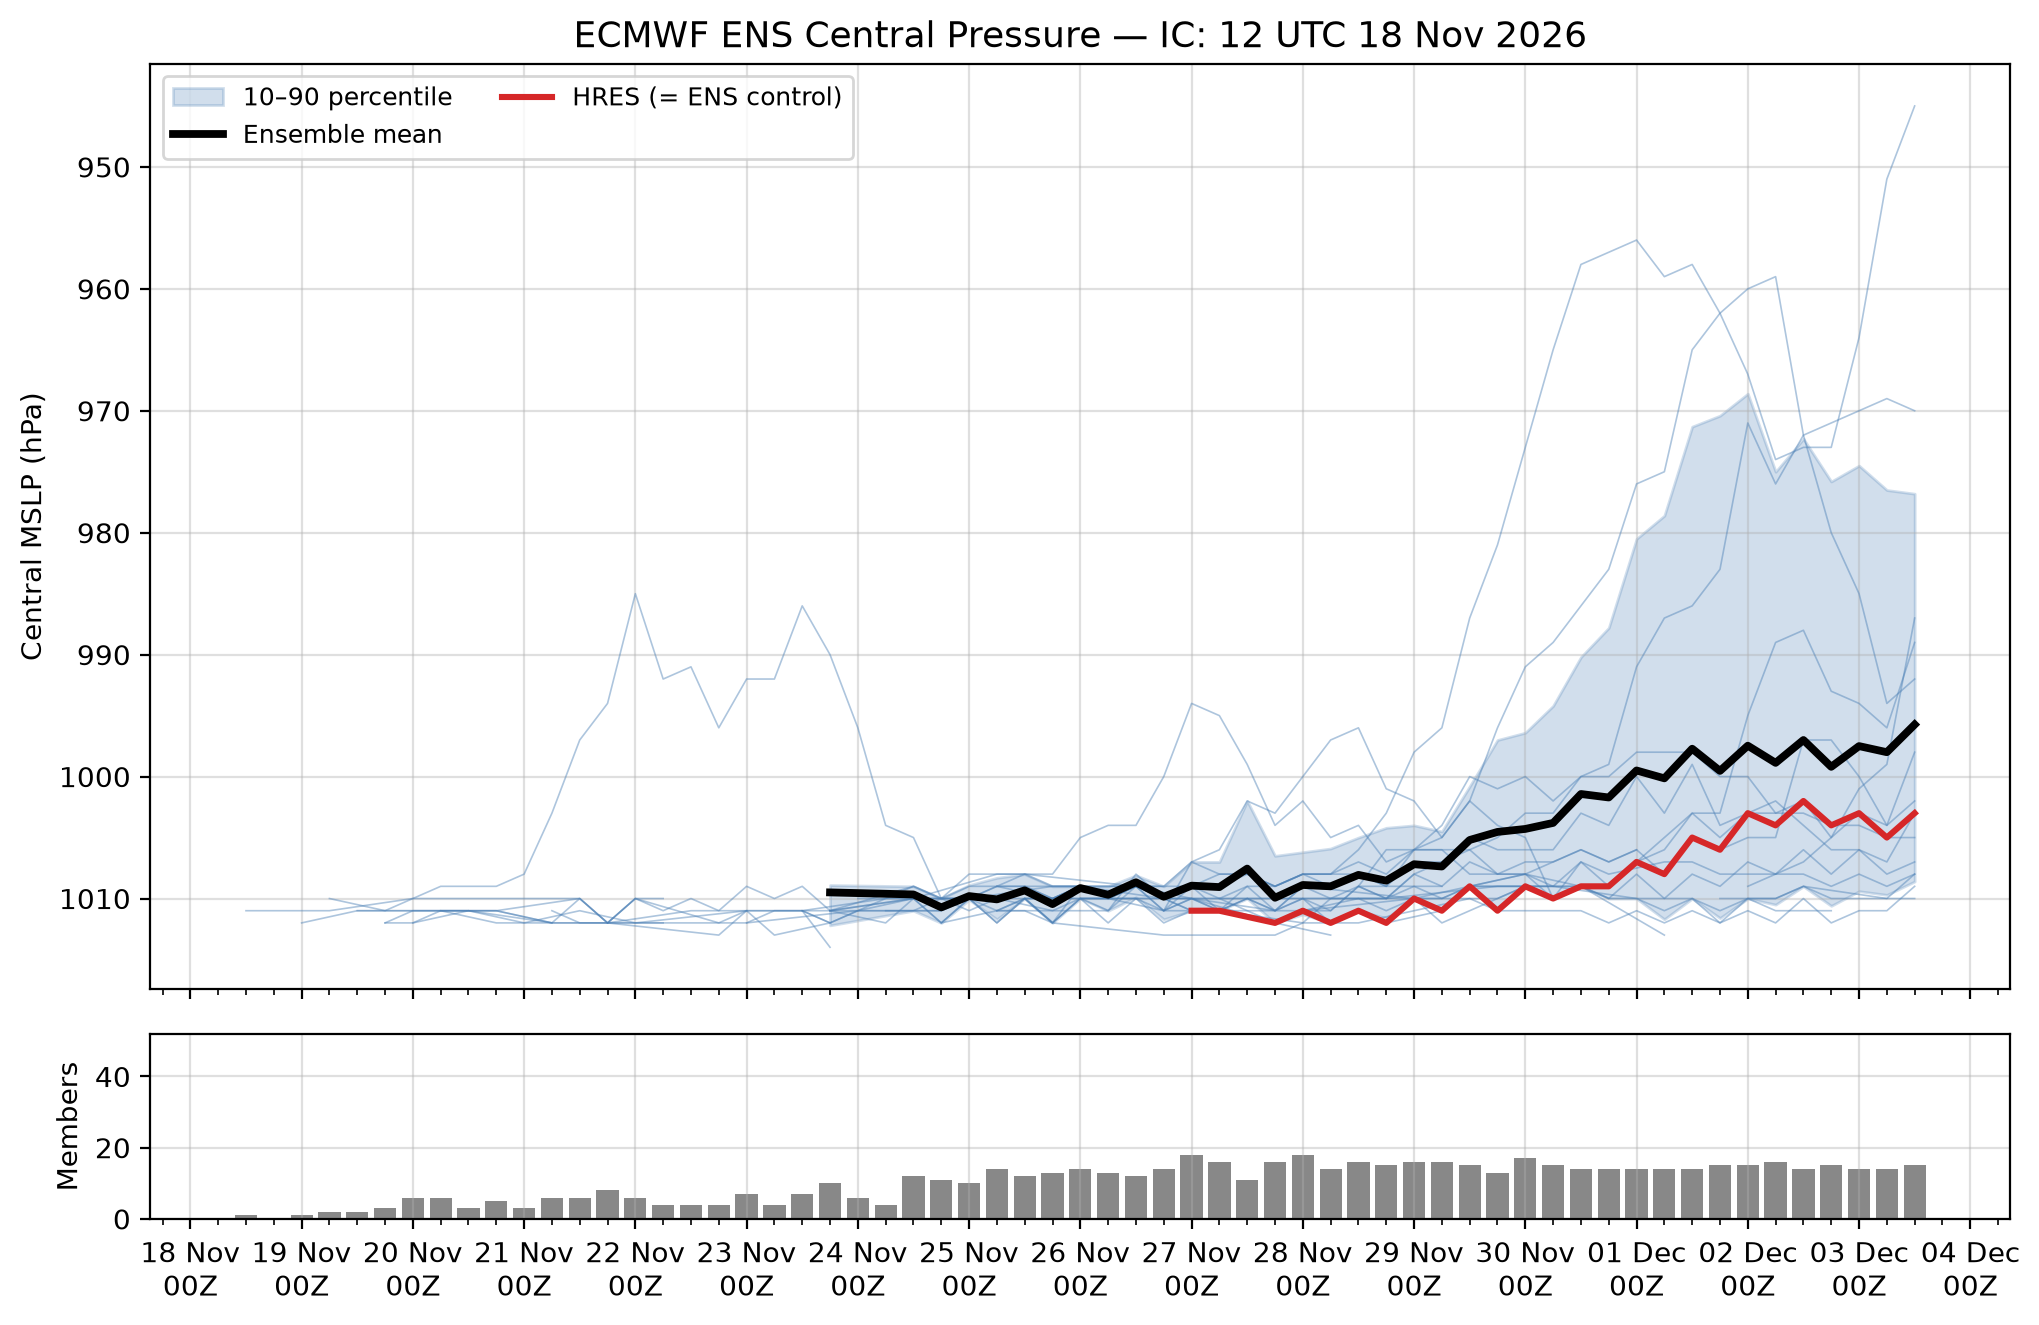 ECMWF ENS Central Pressure — IC: 12 UTC 18 Nov 2026
10–90 percentile
Ensemble mean
HRES (= ENS control)
Central MSLP (hPa)
950
960
970
980
990
1000
1010
Members
40
20
0
18 Nov 19 Nov 20 Nov 21 Nov 22 Nov 23 Nov 24 Nov 25 Nov 26 Nov 27 Nov 28 Nov 29 Nov 30 Nov 01 Dec 02 Dec 03 Dec 04 Dec
00Z 00Z 00Z 00Z 00Z 00Z 00Z 00Z 00Z 00Z 00Z 00Z 00Z 00Z 00Z 00Z 00Z